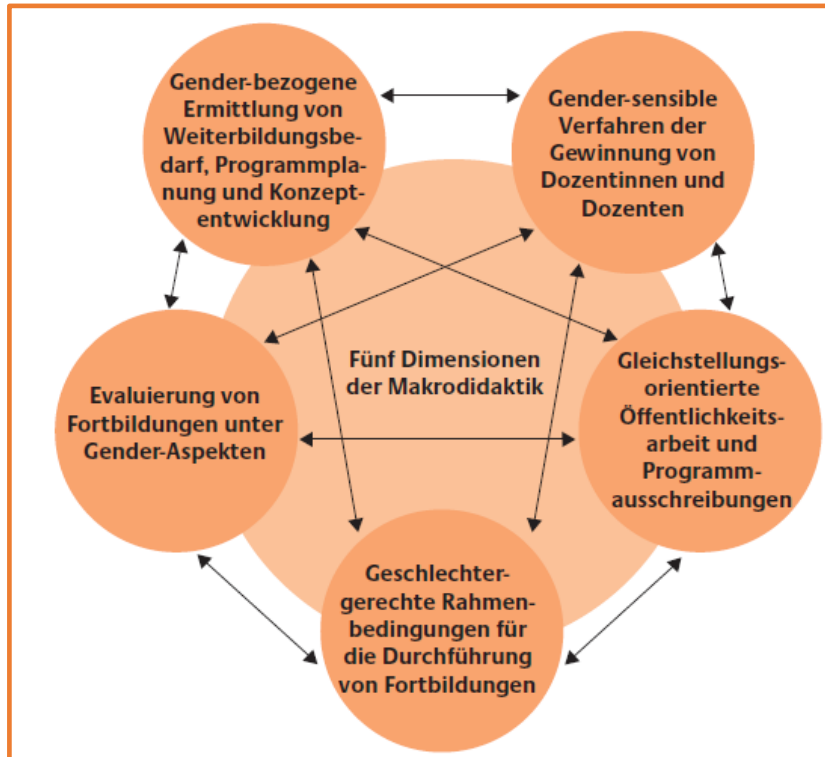 Gender-bezogene
Ermittlung von
Weiterbildungsbe-
darf, Programmpla-
nung und Konzept-
entwicklung
Gender-sensible
Verfahren der
Gewinnung von
Dozentinnen und
Dozenten
Fünf Dimensionen
der Makrodidaktik
Evaluierung von
Fortbildungen unter
Gender-Aspekten
Gleichstellungs-
orientierte
Öffentlichkeits-
arbeit und
Programm-
ausschreibungen
Geschlechter-
gerechte Rahmen-
bedingungen für
die Durchführung
von Fortbildungen